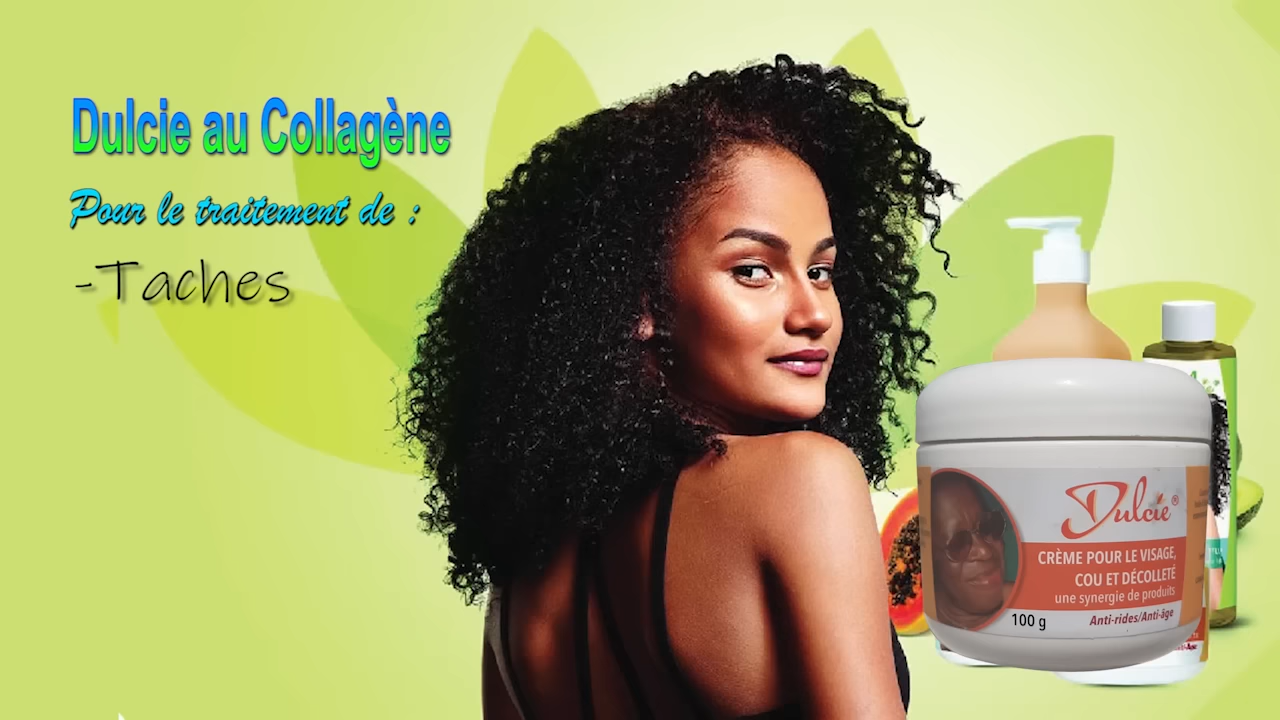 Dulcie au Collagène
Pour le traitement de :
-Taches
Dulcie®
CRÈME POUR LE VISAGE,
COU ET DÉCOLLETÉ
une synergie de produits
100 g
Anti-rides/Anti-âge